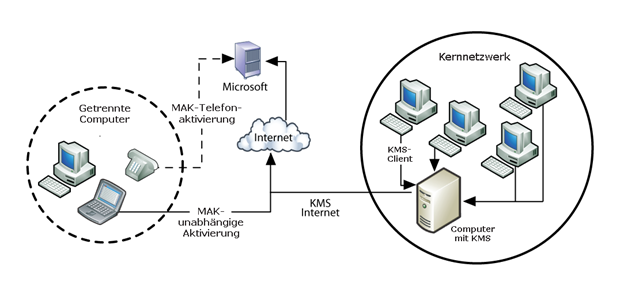 Kernnetzwerk
Microsoft
Getrennte
Computer
MAK-Telefon-
aktivierung
Internet
KMS-
Client
MAK-
unabhängige
Aktivierung
KMS
Internet
Computer
mit KMS